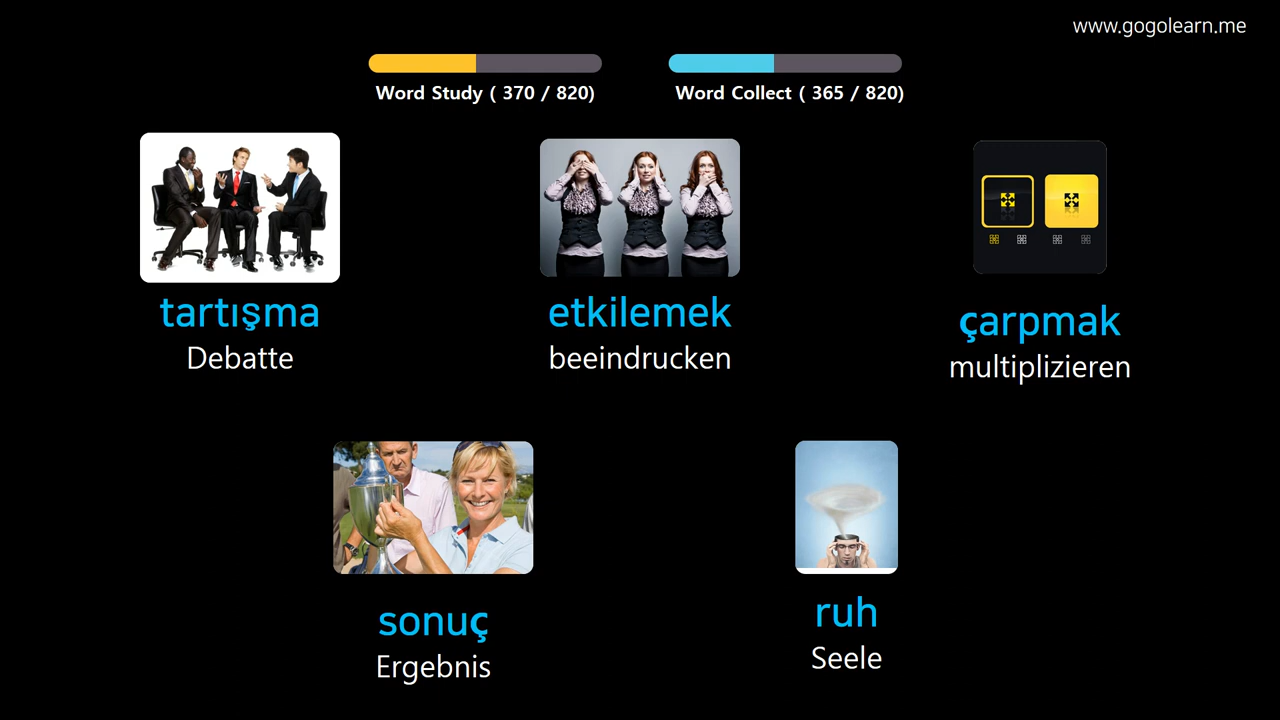 www.gogolearn.me
Word Study ( 370 / 820)
Word Collect ( 365 / 820)
tartışma
Debatte
etkilemek
beeindrucken
çarpmak
multiplizieren
sonuç
Ergebnis
ruh
Seele